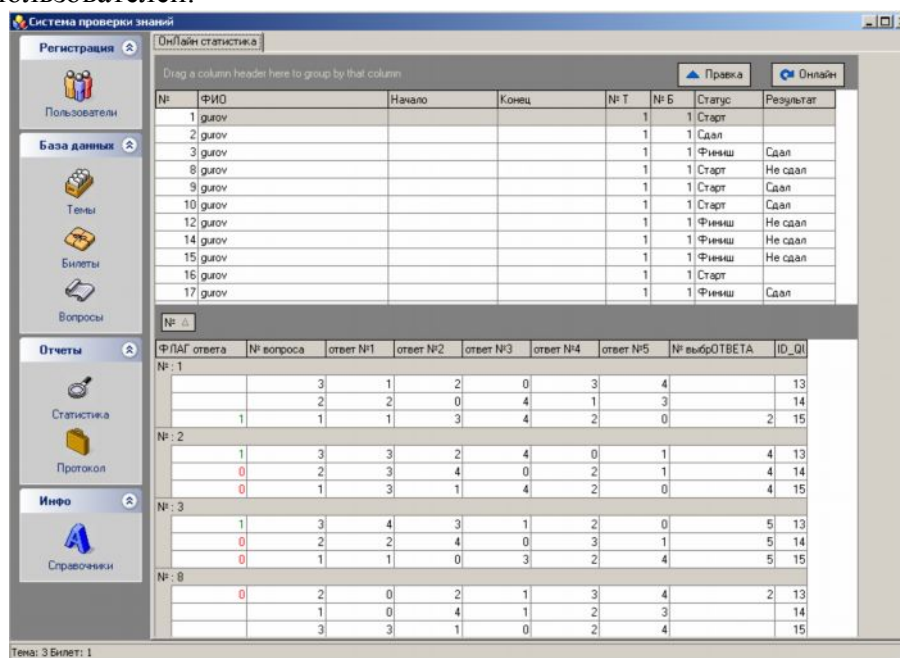 пользователей.
Система проверки знаний
Регистрация
Пользователи
База данных
Темы
Билеты
Вопросы
Отчеты
Статистика
Протокол
Инфо
Справочники
ОнЛайн статистика
Drag a column header here to group by that column
Правка
Онлайн
№ ФИО Начало Конец № Т № Б Статус Результат
1 gurov 1 1 Старт
2 gurov 1 1 Сдал
3 gurov 1 1 Финиш Сдал
8 gurov 1 1 Старт Не сдал
9 gurov 1 1 Старт Сдал
10 gurov 1 1 Старт Сдал
12 gurov 1 1 Финиш Не сдал
14 gurov 1 1 Финиш Не сдал
15 gurov 1 1 Финиш Не сдал
16 gurov 1 1 Старт
17 gurov 1 1 Финиш Сдал
№
ФЛАГ ответа № вопроса ответ №1 ответ №2 ответ №3 ответ №4 ответ №5 № выбрОТВЕТА ID_QU
№ : 1
3 1 2 0 3 4 13
2 2 0 4 1 3 14
1 1 1 3 4 2 0 2 15
№ : 2
1 3 3 2 4 0 1 4 13
0 2 3 4 0 2 1 4 14
0 1 3 1 4 2 0 4 15
№ : 3
1 3 4 3 1 2 0 5 13
0 2 2 4 0 3 1 5 14
0 1 1 0 3 2 4 5 15
№ : 8
0 2 0 2 1 3 4 2 13
1 0 4 1 2 3 14
3 3 1 0 2 4 15
Тема: 3 Билет: 1